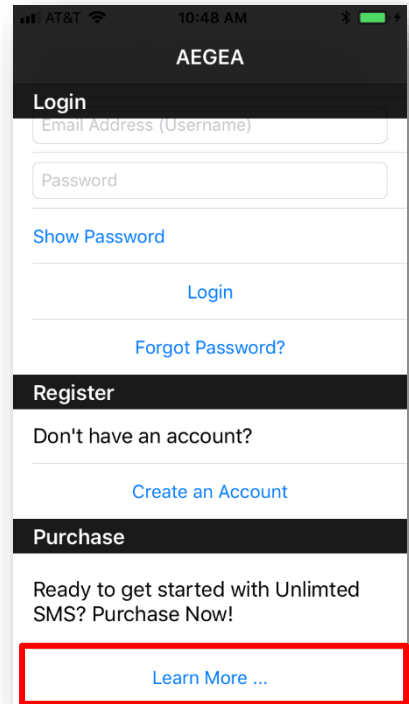 AT&T 10:48 AM
AEGEA
Login
Email Address (Username)
Password
Show Password
Login
Forgot Password?
Register
Don't have an account?
Create an Account
Purchase
Ready to get started with Unlimted
SMS? Purchase Now!
Learn More ...